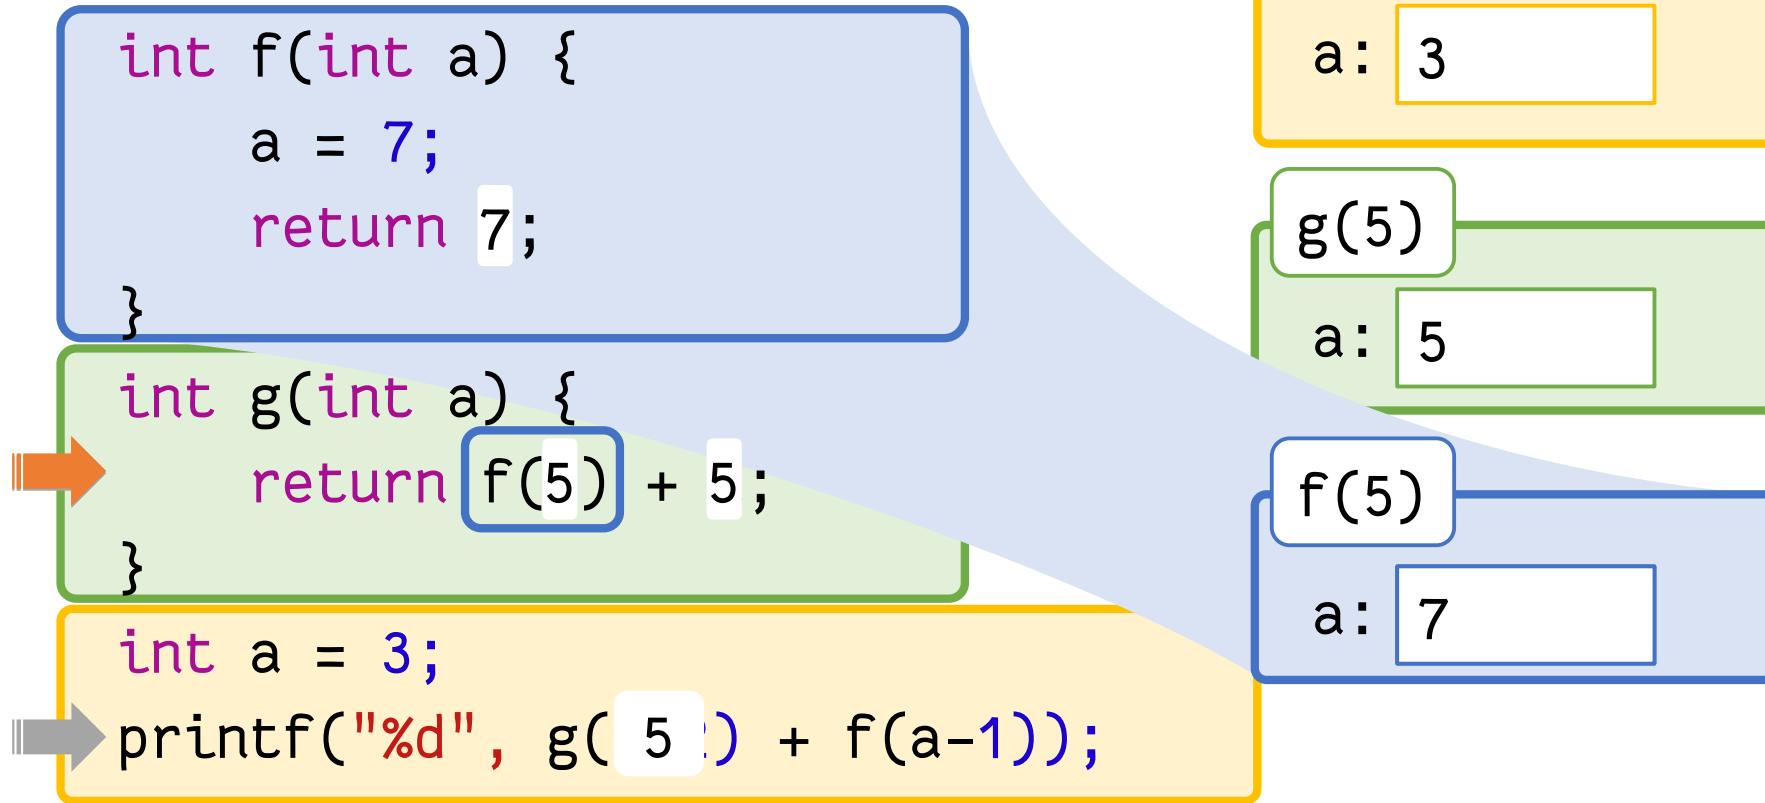 int f(int a) {
a = 7;
return 7;
}
int g(int a) {
return f(5) + 5;
}
int a = 3;
printf("%d", g( 5 ) + f(a-1));
a: 3
g(5)
a: 5
f(5)
a: 7